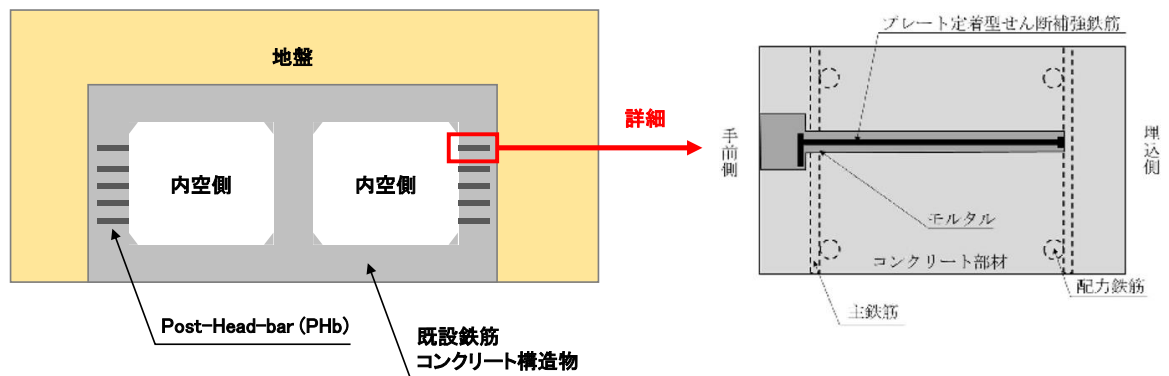 地盤
内空側
内空側
Post-Head-bar (PHb)
既設鉄筋
コンクリート構造物
詳細
プレート定着型せん断補強鉄筋
手前側
埋込側
モルタル
コンクリート部材
配力鉄筋
主鉄筋